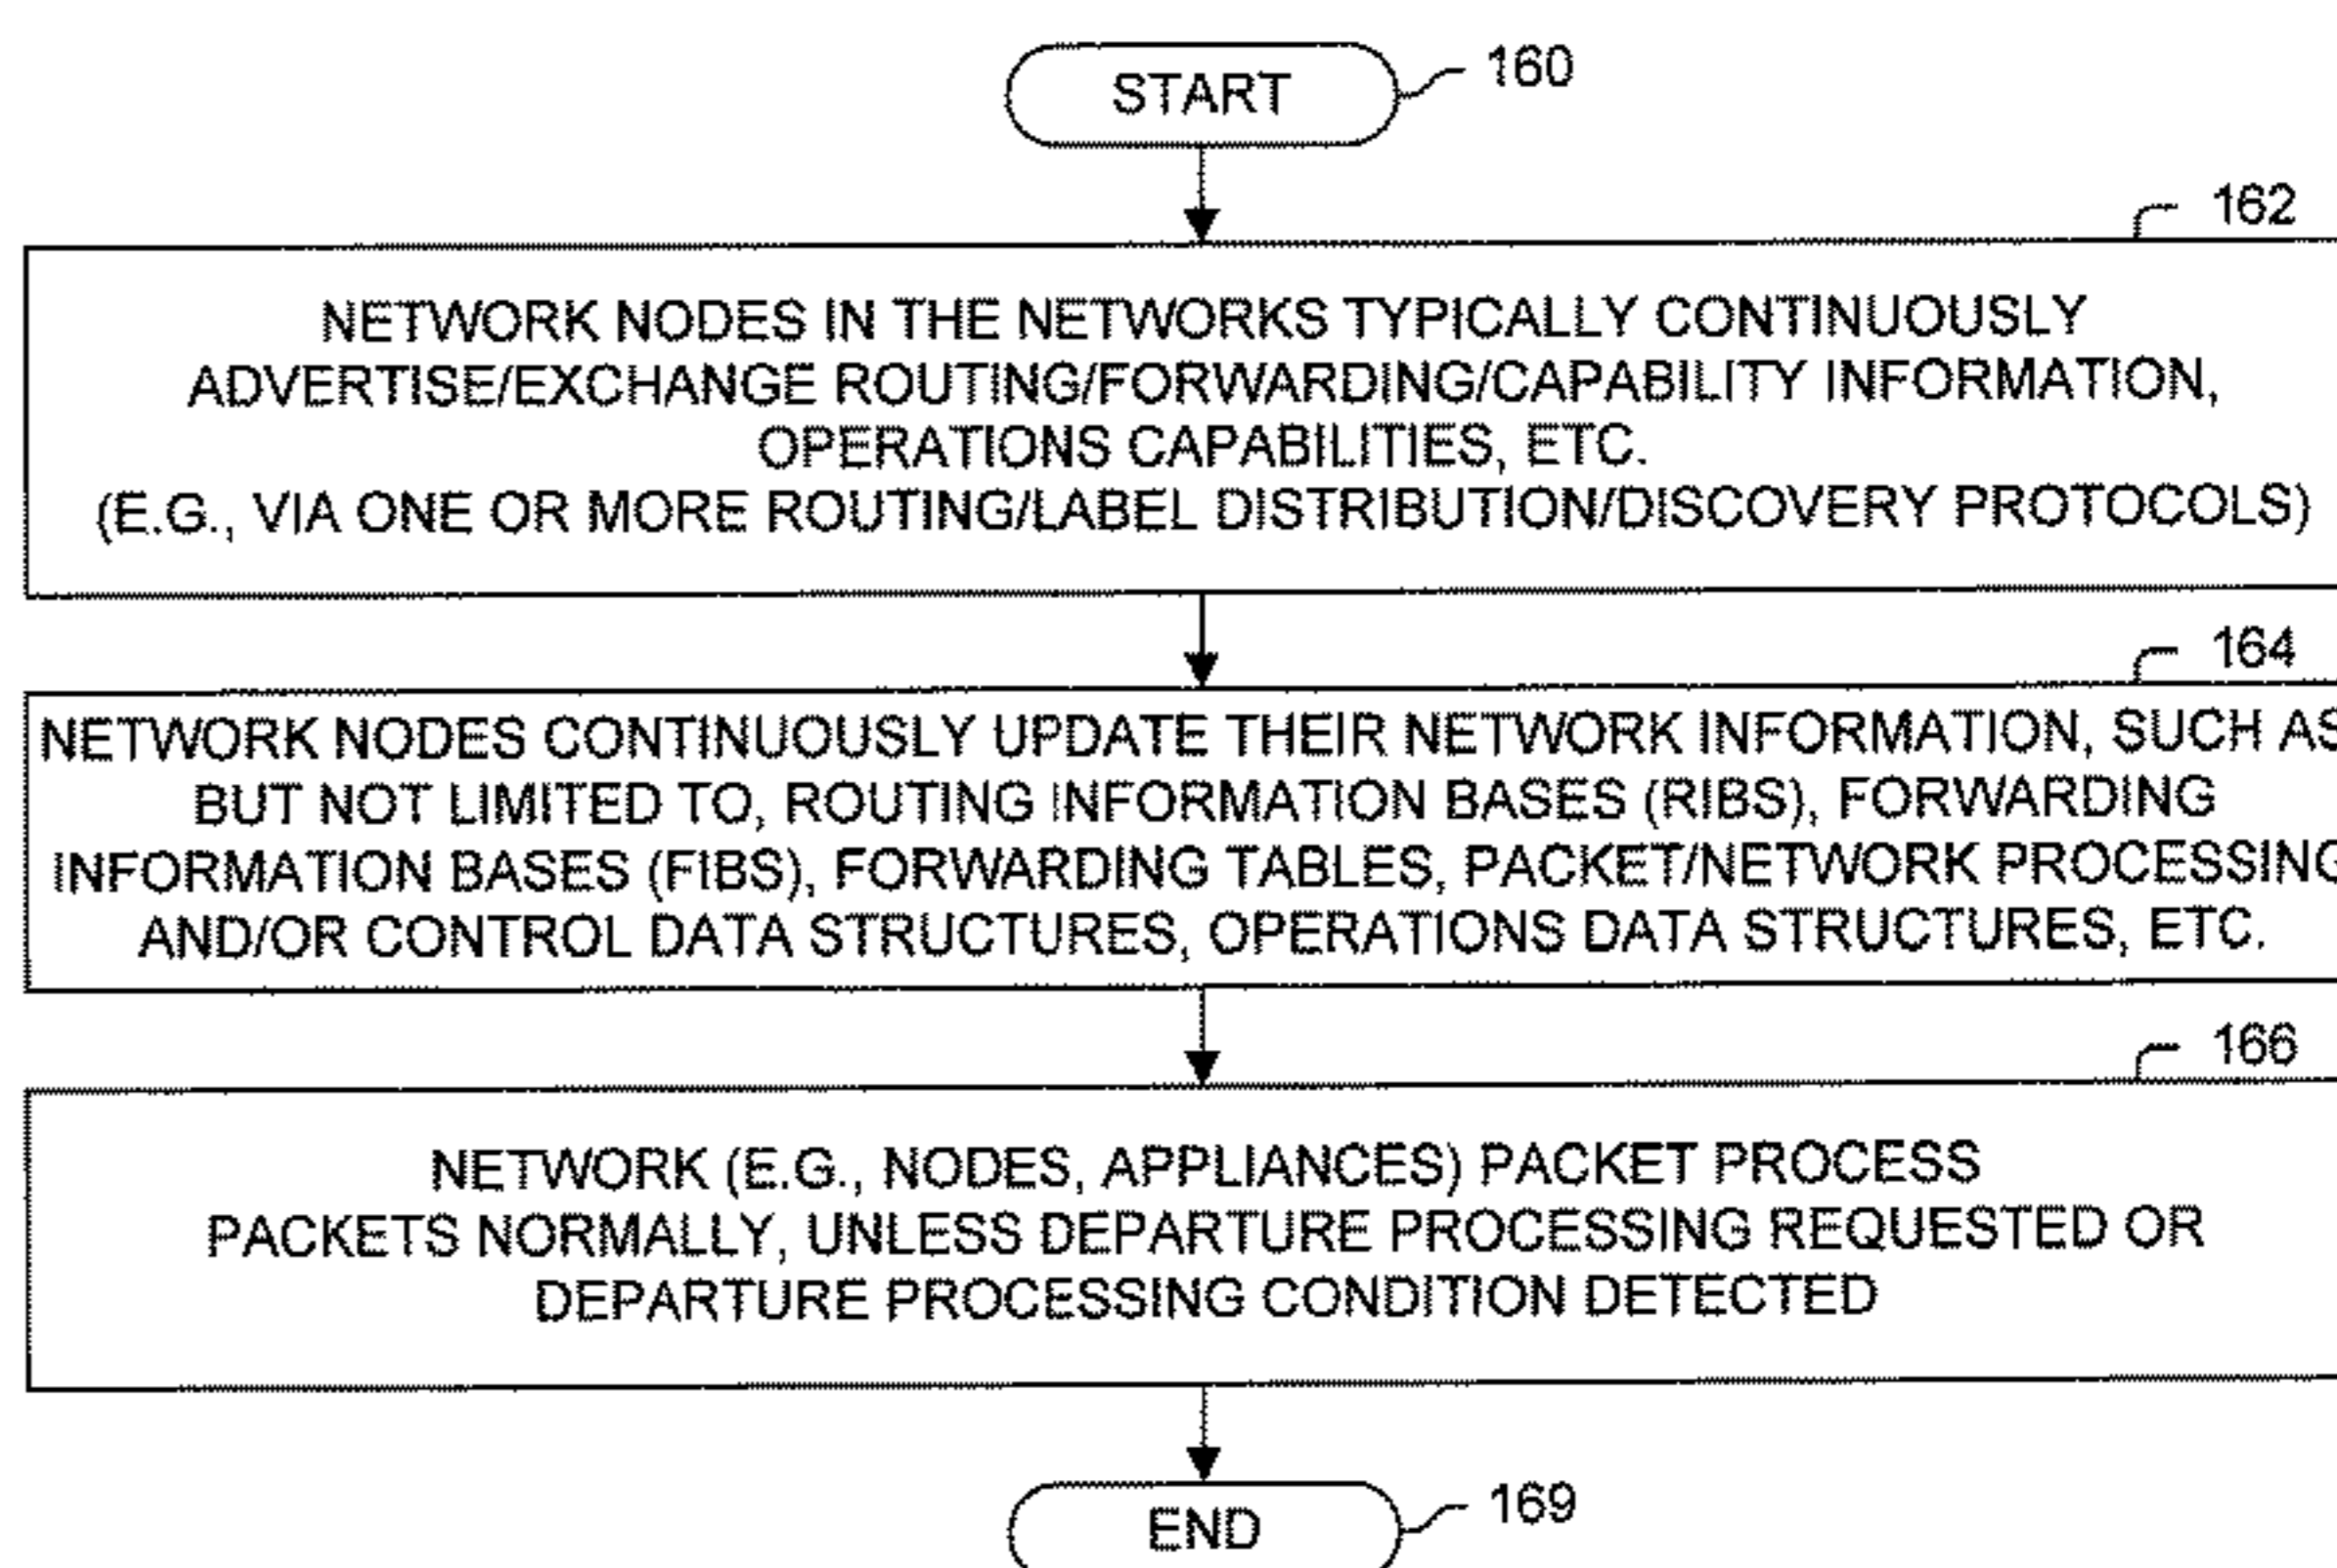 START
160
162
NETWORK NODES IN THE NETWORKS TYPICALLY CONTINUOUSLY
ADVERTISE/EXCHANGE ROUTING/FORWARDING/CAPABILITY INFORMATION,
OPERATIONS CAPABILITIES, ETC.
(E.G., VIA ONE OR MORE ROUTING/LABEL DISTRIBUTION/DISCOVERY PROTOCOLS)
164
NETWORK NODES CONTINUOUSLY UPDATE THEIR NETWORK INFORMATION, SUCH AS
BUT NOT LIMITED TO, ROUTING INFORMATION BASES (RIBS), FORWARDING
INFORMATION BASES (FIBS), FORWARDING TABLES, PACKET/NETWORK PROCESSING
AND/OR CONTROL DATA STRUCTURES, OPERATIONS DATA STRUCTURES, ETC.
166
NETWORK (E.G., NODES, APPLIANCES) PACKET PROCESS
PACKETS NORMALLY, UNLESS DEPARTURE PROCESSING REQUESTED OR
DEPARTURE PROCESSING CONDITION DETECTED
END
169